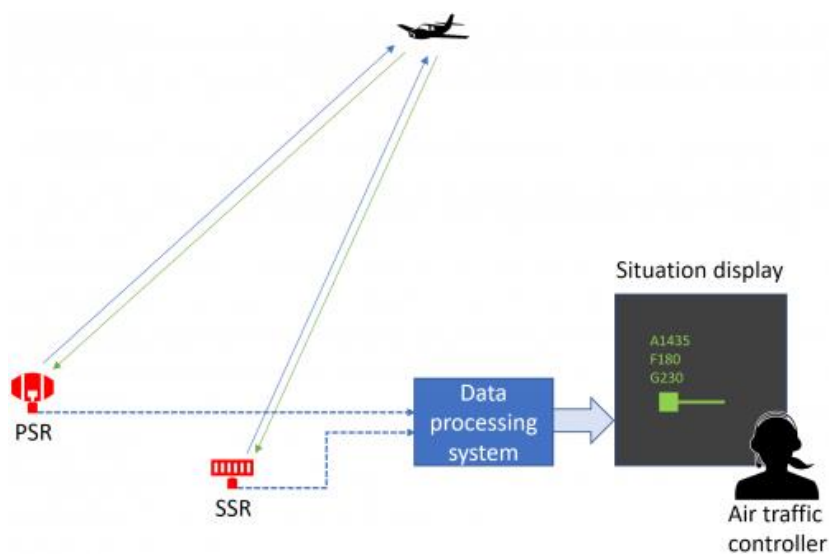 Situation display
A1435
F180
G230
PSR
Data
processing
system
SSR
Air traffic
controller